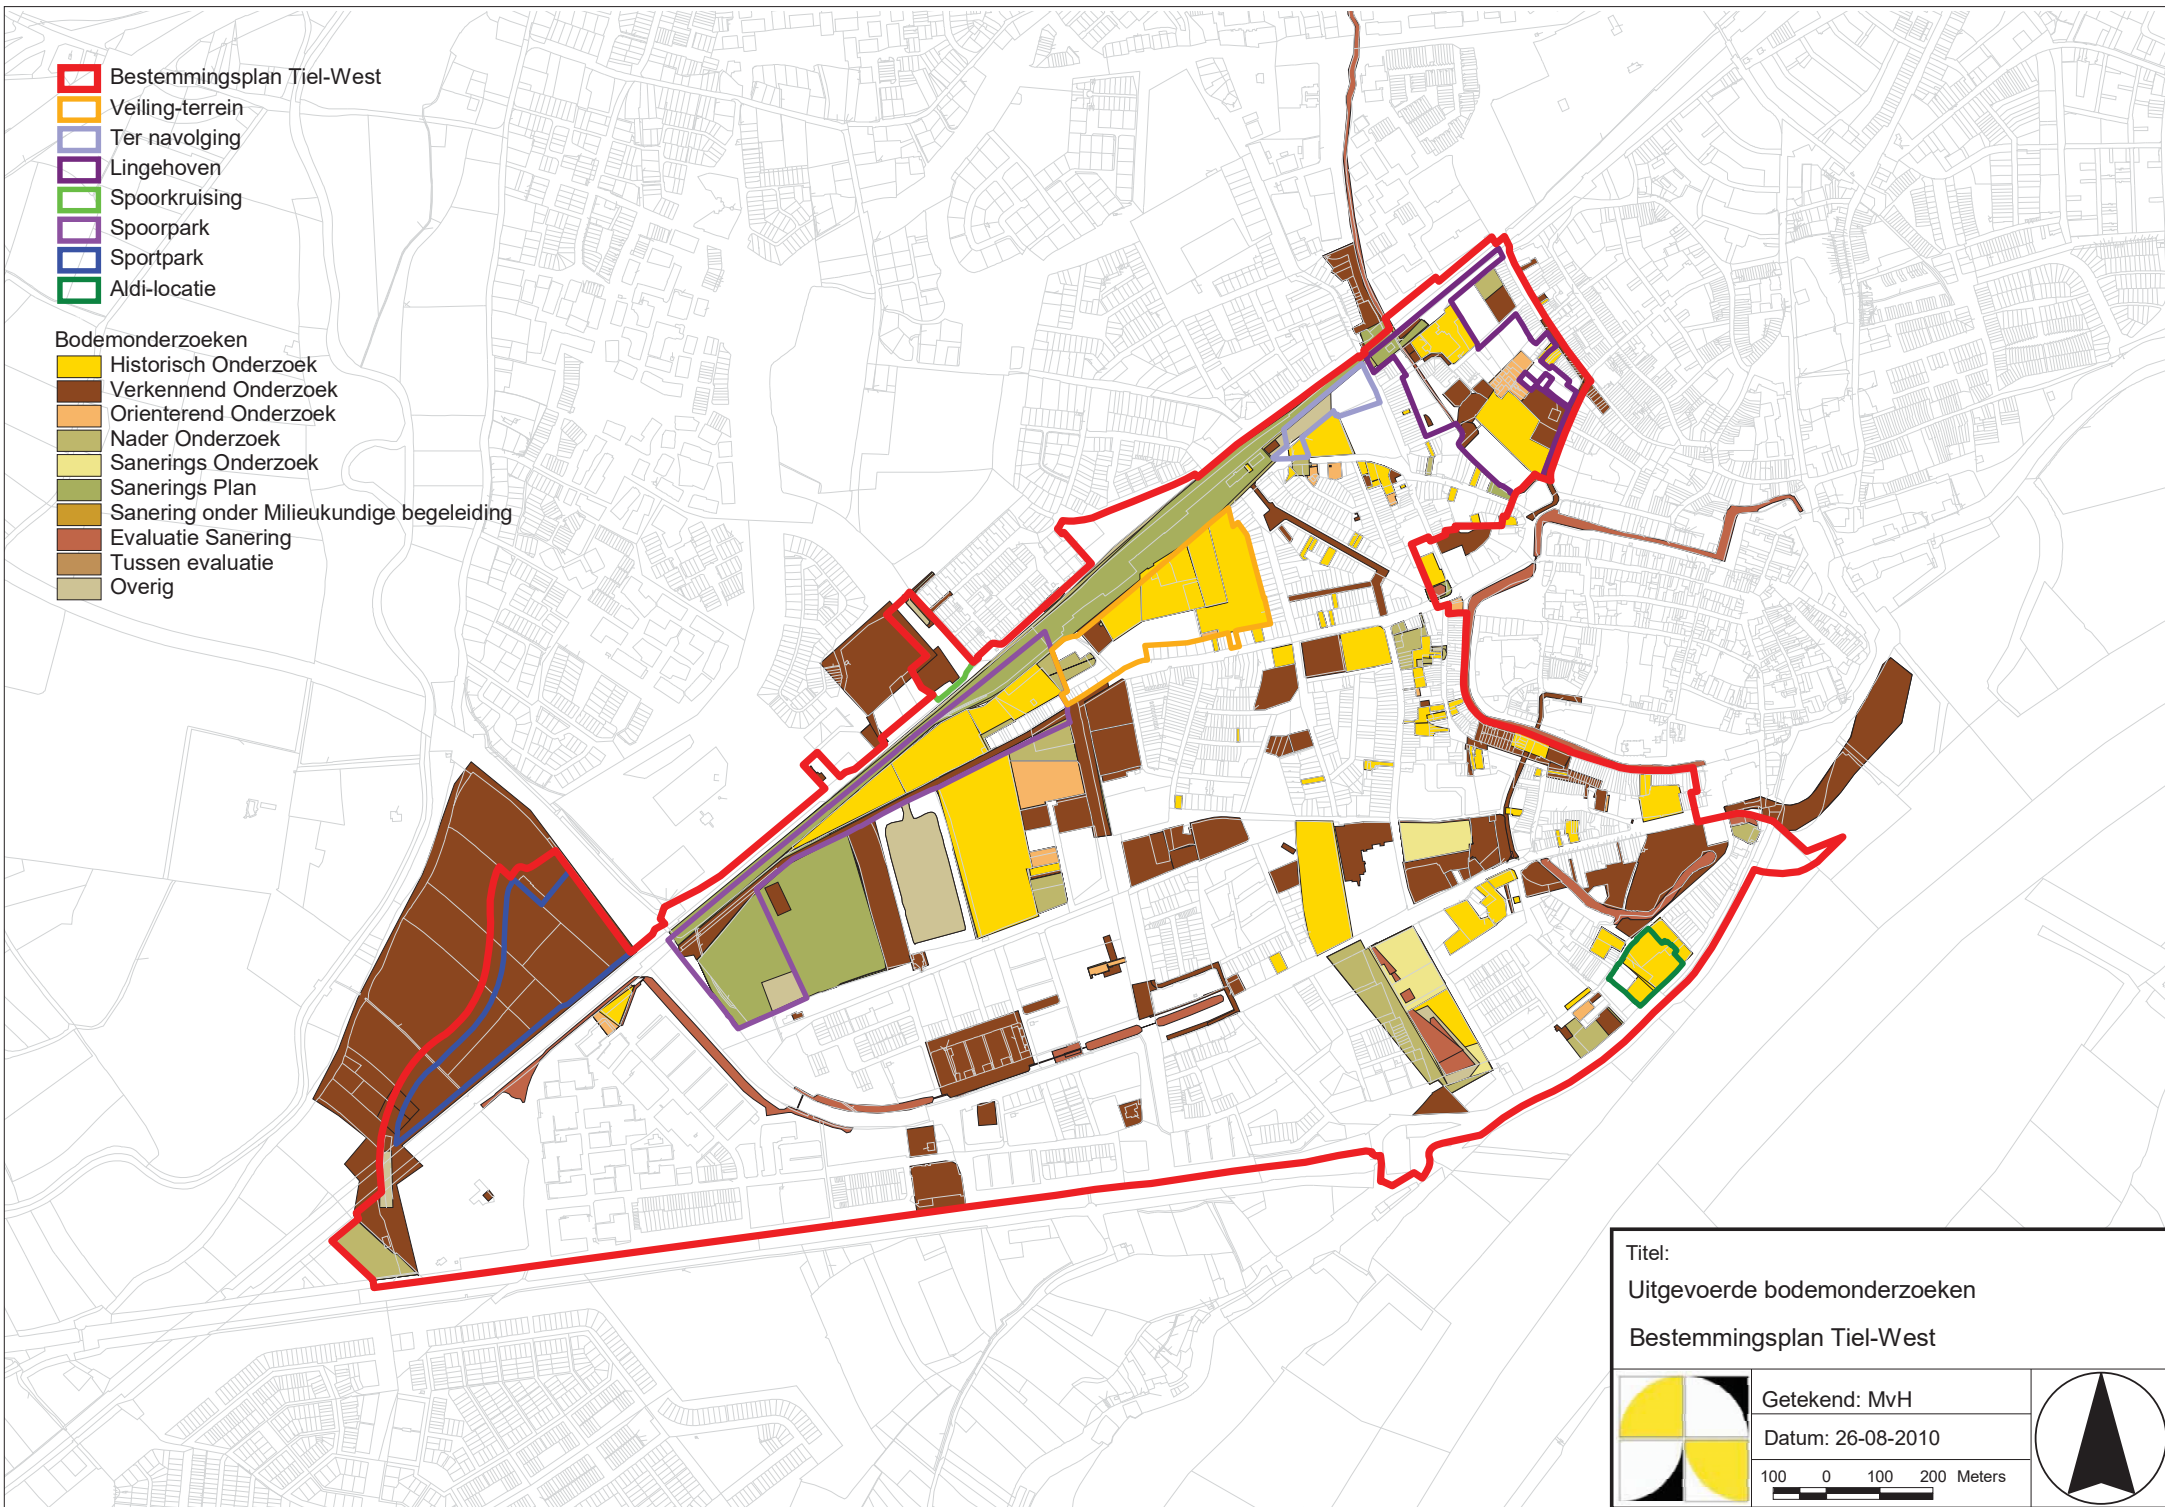 Bestemmingsplan Tiel-West
Veiling-terrein
Ter navolging
Lingehoven
Spoorkruising
Spoorpark
Sportpark
Aldi-locatie
Bodemonderzoeken
Historisch Onderzoek
Verkennend Onderzoek
Orienterend Onderzoek
Nader Onderzoek
Sanerings Onderzoek
Sanerings Plan
Sanering onder Milieukundige begeleiding
Evaluatie Sanering
Tussen evaluatie
Overig
Titel:
Uitgevoerde bodemonderzoeken
Bestemmingsplan Tiel-West
Getekend: MvH
Datum: 26-08-2010
100 0 100 200 Meters